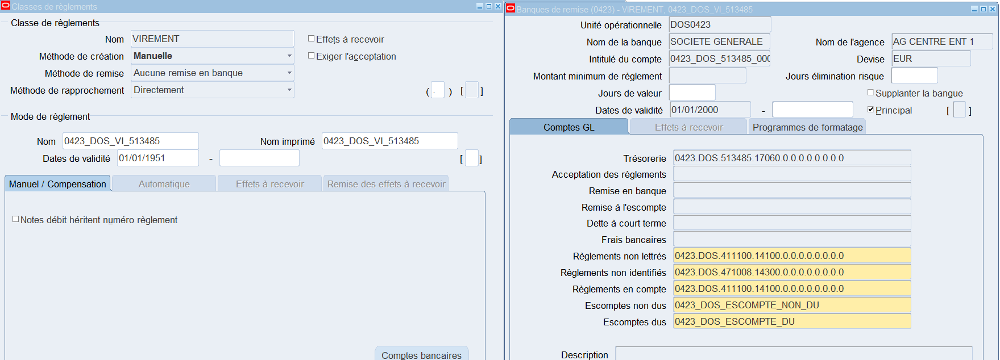 Classes de règlements
Classe de règlements
Nom VIREMENT Effets à recevoir
Méthode de création Manuelle Exiger l'acceptation
Méthode de remise Aucune remise en banque
Méthode de rapprochement Directement ( . ) [ ]
Mode de règlement
Nom 0423_DOS_VI_513485 Nom imprimé 0423_DOS_VI_513485
Dates de validité 01/01/1951 - [ ]
Manuel / Compensation Automatique Effets à recevoir Remise des effets à recevoir
Notes débit héritent numéro règlement
Comptes bancaires
Banques de remise (0423) - VIREMENT, 0423_DOS_VI_513485
Unité opérationnelle DOS0423
Nom de la banque SOCIETE GENERALE Nom de l'agence AG CENTRE ENT 1
Intitulé du compte 0423_DOS_513485_000 Devise EUR
Montant minimum de règlement Jours élimination risque
Jours de valeur Supplanter la banque
Dates de validité 01/01/2000 - Principal [ ]
Comptes GL Effets à recevoir Programmes de formatage
Trésorerie 0423.DOS.513485.17060.0.0.0.0.0.0.0.0
Acceptation des règlements
Remise en banque
Remise à l'escompte
Dette à court terme
Frais bancaires
Règlements non lettrés 0423.DOS.411100.14100.0.0.0.0.0.0.0.0
Règlements non identifiés 0423.DOS.471008.14300.0.0.0.0.0.0.0.0
Règlements en compte 0423.DOS.411100.14100.0.0.0.0.0.0.0.0
Escomptes non dus 0423_DOS_ESCOMPTE_NON_DU
Escomptes dus 0423_DOS_ESCOMPTE_DU
Description